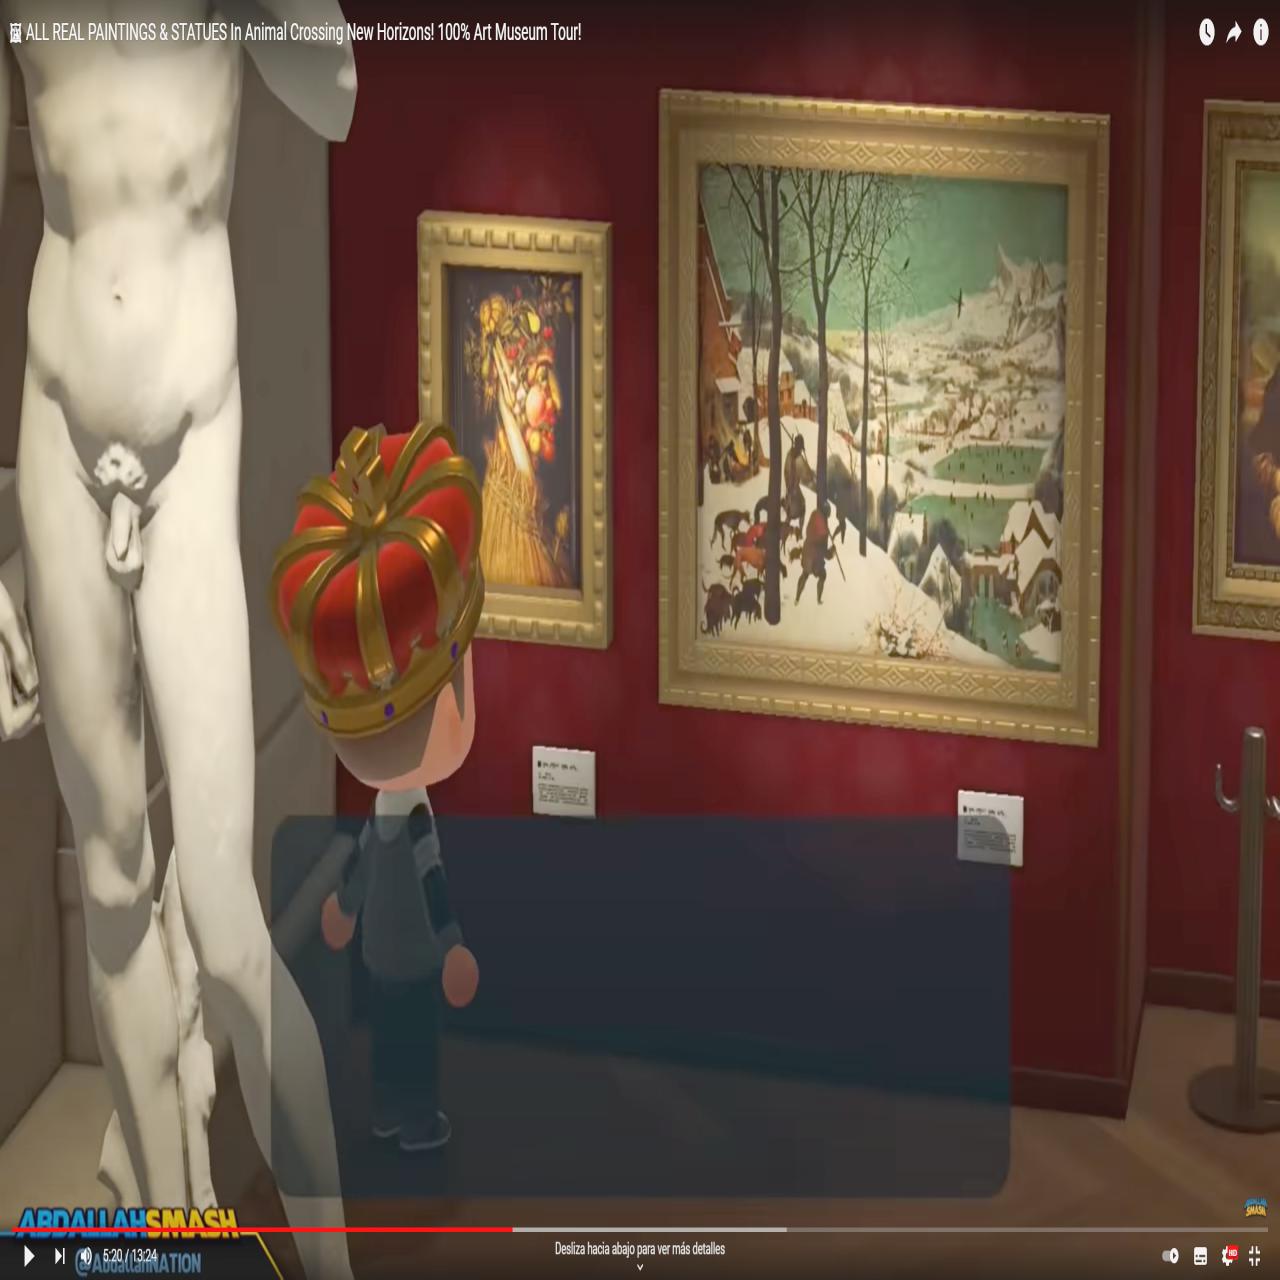 ALL REAL PAINTINGS & STATUES In Animal Crossing New Horizons! 100% Art Museum Tour!
ABDALLAHSMASH
@AbdallahNATION
5:20 / 13:24
Desliza hacia abajo para ver más detalles
HD